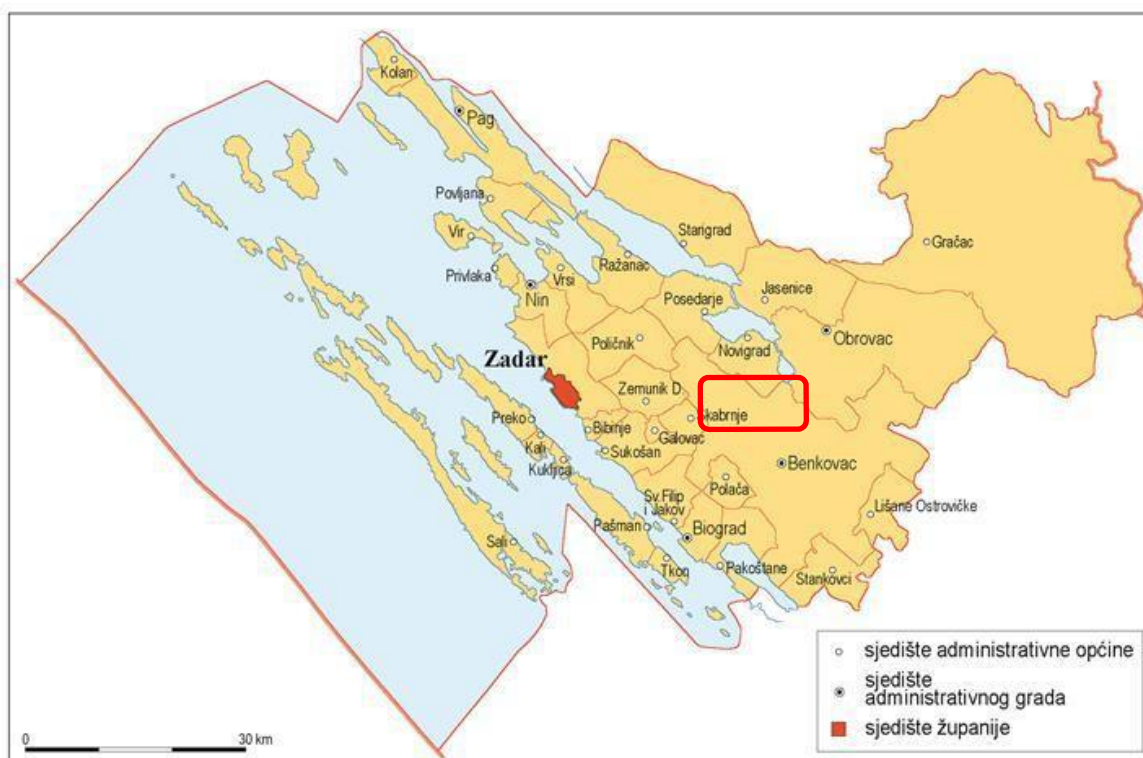 Kolan
Pag
Povljana
Vir
Starigrad
Gračac
Privlaka
Vrsi
Ražanac
Nin
Jasenice
Posedarje
Obrovac
Poličnik
Novigrad
Zadar
Zemunik D.
Preko
Škabrnje
Bibinje
Galovac
Kali
Sukošan
Kukljica
Benkovac
Polača
Sv.Filip
i Jakov
Lišane Ostrovičke
Pašman
Biograd
Sali
Tkon
Pakoštane
Stankovci
sjedište administrativne općine
sjedište
administrativnog grada
sjedište županije
0 30 km